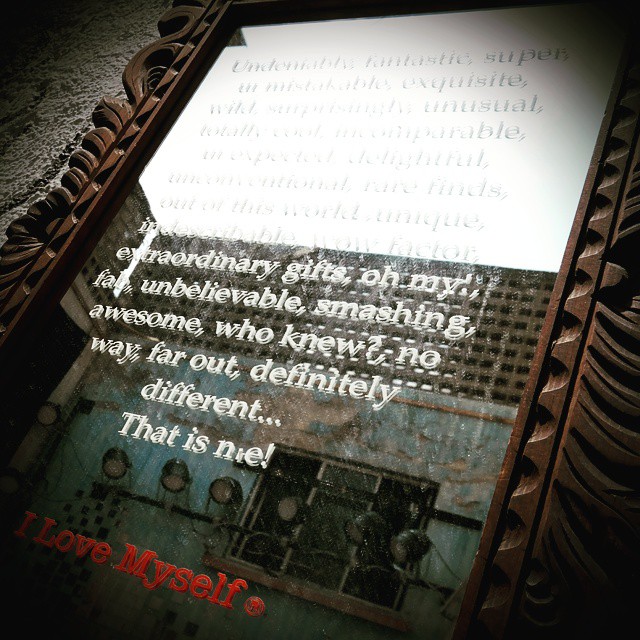 Undeniably, fantastic, super,
unmistakable, exquisite,
wild, surprisingly, unusual,
totally cool, incomparable,
unexpected, delightful,
unconventional, rare finds,
out of this world, unique,
indescribable, wow factor,
extraordinary gifts, oh my!,
fab, unbelievable, smashing,
awesome, who knew?, no
way, far out, definitely
different...
That is me!
I Love Myself ®